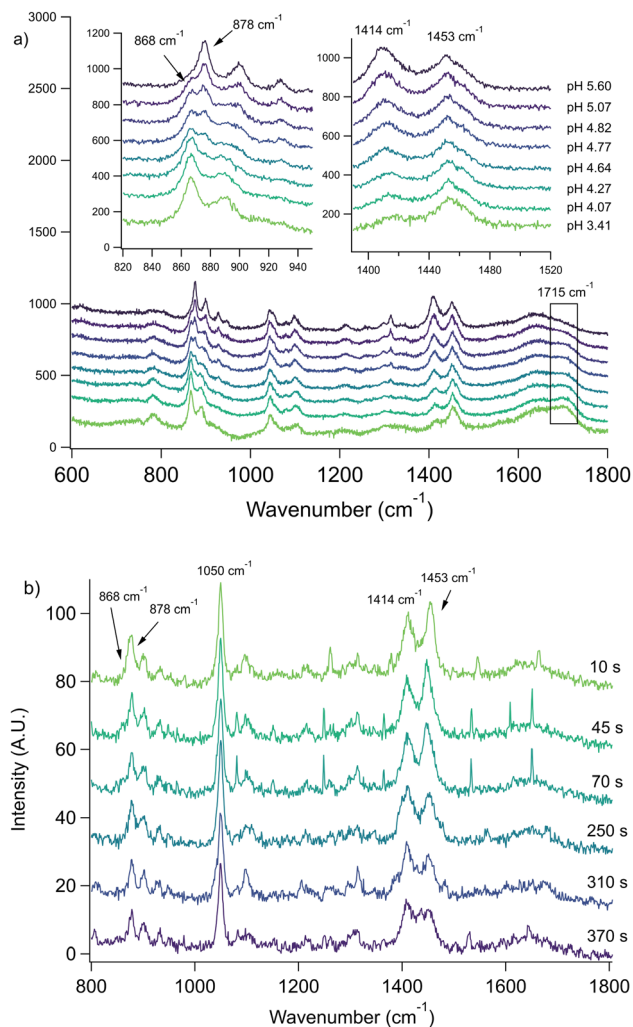 a)
3000
2500
2000
1500
1000
500
0
600 800 1000 1200 1400 1600 1800
Wavenumber (cm-1)
1715 cm-1
868 cm-1
878 cm-1
1200
1000
800
600
400
200
0
820 840 860 880 900 920 940
1414 cm-1 1453 cm-1
1000
800
600
400
200
1400 1440 1480 1520
pH 5.60
pH 5.07
pH 4.82
pH 4.77
pH 4.64
pH 4.27
pH 4.07
pH 3.41
b)
868 cm-1
878 cm-1
1050 cm-1
1414 cm-1
1453 cm-1
100
80
60
40
20
0
Intensity (A.U.)
10 s
45 s
70 s
250 s
310 s
370 s
800 1000 1200 1400 1600 1800
Wavenumber (cm-1)